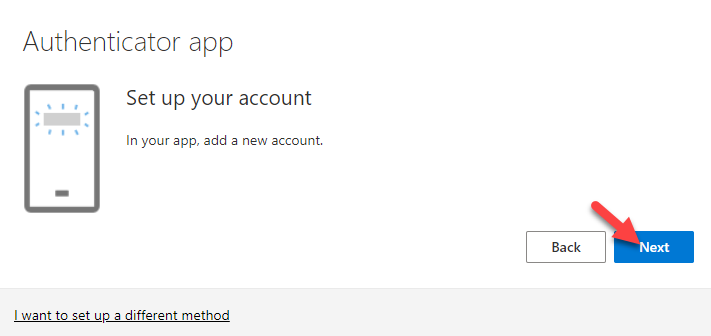 Authenticator app
Set up your account
In your app, add a new account.
Back
Next
I want to set up a different method